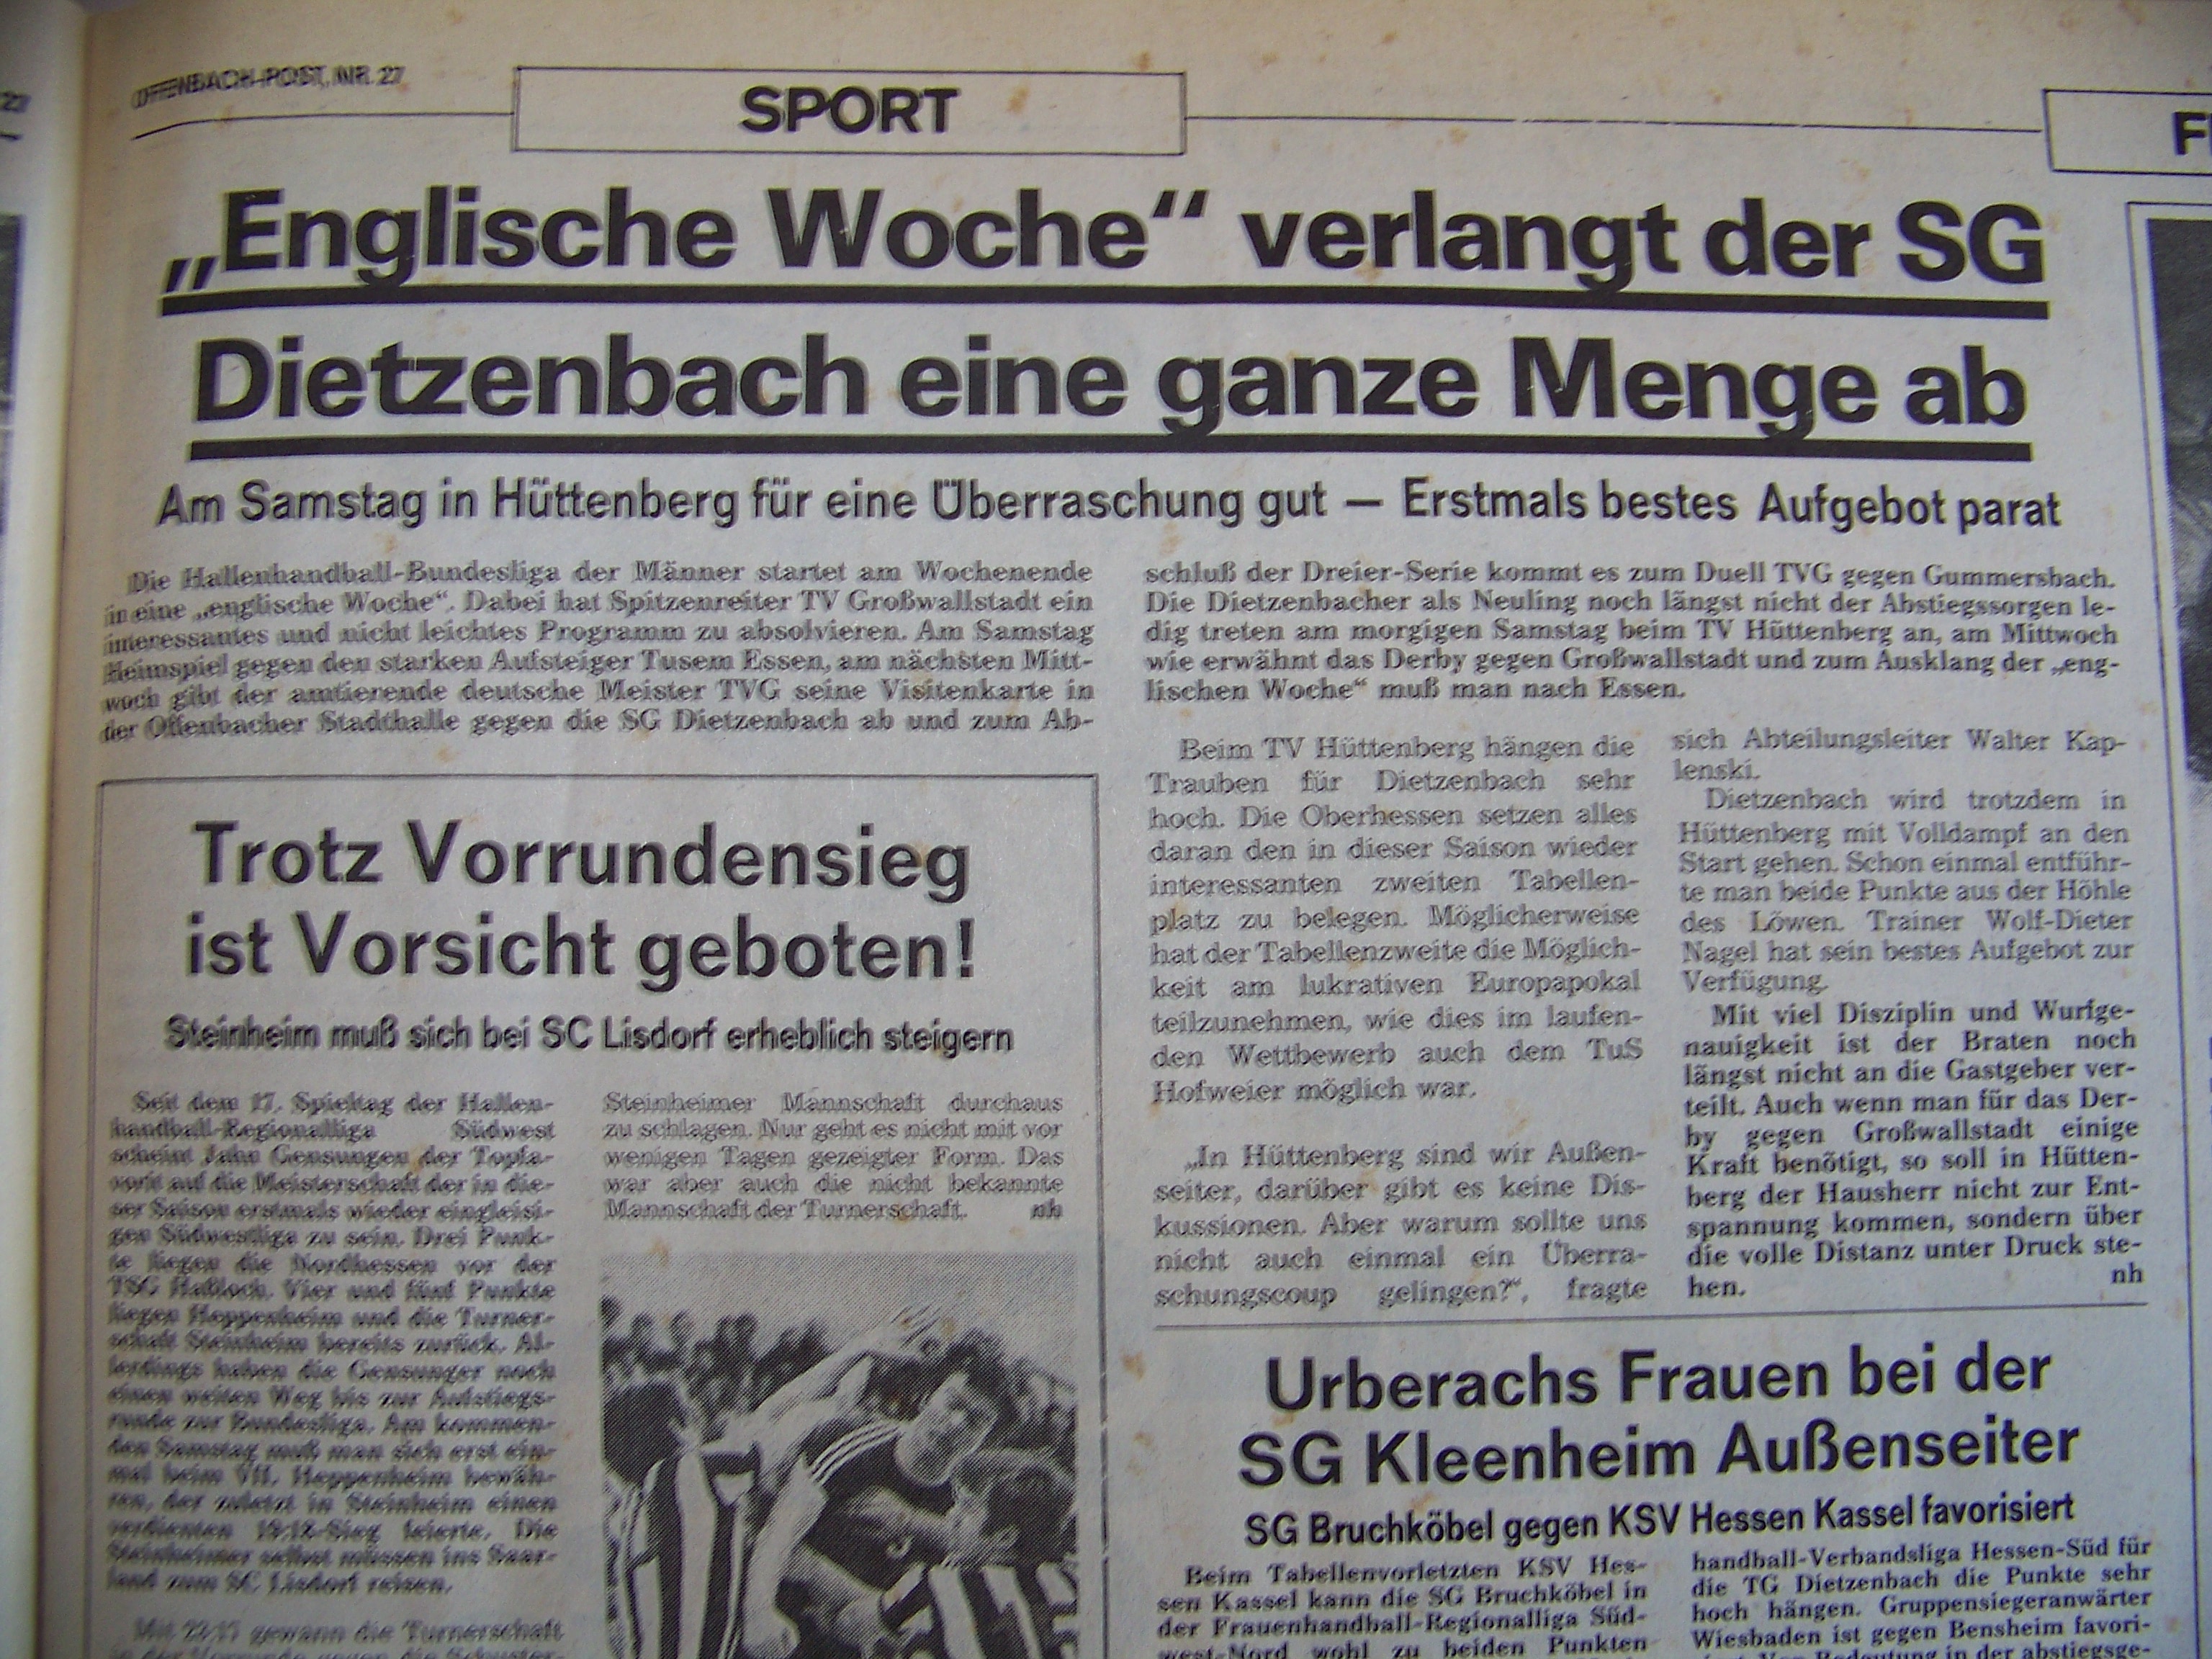 OFFENBACH-POST, NR. 27
SPORT
„Englische Woche“ verlangt der SG
Dietzenbach eine ganze Menge ab
Am Samstag in Hüttenberg für eine Überraschung gut — Erstmals bestes Aufgebot parat
Die Hallenhandball-Bundesliga der Männer startet am Wochenende
in eine „englische Woche“. Dabei hat Spitzenreiter TV Großwallstadt ein
interessantes und nicht leichtes Programm zu absolvieren. Am Samstag
Heimspiel gegen den starken Aufsteiger Tusem Essen, am nächsten Mitt-
woch gibt der amtierende deutsche Meister TVG seine Visitenkarte in
der Offenbacher Stadthalle gegen die SG Dietzenbach ab und zum Ab-
schluß der Dreier-Serie kommt es zum Duell TVG gegen Gummersbach.
Die Dietzenbacher als Neuling noch längst nicht der Abstiegssorgen le-
dig treten am morgigen Samstag beim TV Hüttenberg an, am Mittwoch
wie erwähnt das Derby gegen Großwallstadt und zum Ausklang der „eng-
lischen Woche“ muß man nach Essen.
Beim TV Hüttenberg hängen die
Trauben für Dietzenbach sehr
hoch. Die Oberhessen setzen alles
daran den in dieser Saison wieder
interessanten zweiten Tabellen-
platz zu belegen. Möglicherweise
hat der Tabellenzweite die Möglich-
keit am lukrativen Europapokal
teilzunehmen, wie dies im laufen-
den Wettbewerb auch dem TuS
Hofweier möglich war.
„In Hüttenberg sind wir Außen-
seiter, darüber gibt es keine Dis-
kussionen. Aber warum sollte uns
nicht auch einmal ein Überra-
schungscoup gelingen?“, fragte
sich Abteilungsleiter Walter Kap-
lenski.
Dietzenbach wird trotzdem in
Hüttenberg mit Volldampf an den
Start gehen. Schon einmal entführ-
te man beide Punkte aus der Höhle
des Löwen. Trainer Wolf-Dieter
Nagel hat sein bestes Aufgebot zur
Verfügung.
Mit viel Disziplin und Wurfge-
nauigkeit ist der Braten noch
längst nicht an die Gastgeber ver-
teilt. Auch wenn man für das Der-
by gegen Großwallstadt einige
Kraft benötigt, so soll in Hütten-
berg der Hausherr nicht zur Ent-
spannung kommen, sondern über
die volle Distanz unter Druck ste-
hen. nh
Trotz Vorrundensieg
ist Vorsicht geboten!
Steinheim muß sich bei SC Lisdorf erheblich steigern
Seit dem 17. Spieltag der Hallen-
handball-Regionalliga Südwest
scheint Jahn Gensungen der Topfa-
vorit auf die Meisterschaft der in die-
ser Saison erstmals wieder eingleisi-
gen Südwestliga zu sein. Drei Punk-
te liegen die Nordhessen vor der
TSG Haßloch. Vier und fünf Punkte
liegen Heppenheim und die Turner-
schaft Steinheim bereits zurück. Al-
lerdings haben die Gensunger noch
einen weiten Weg bis zur Aufstiegs-
runde zur Bundesliga. Am kommen-
den Samstag muß man sich erst ein-
mal beim VfL Heppenheim bewäh-
ren, der zuletzt in Steinheim einen
verdienten Sieg feierte. Die
Steinheimer selbst müssen ins Saar-
land zum SC Lisdorf reisen.
Mit gewann die Turnerschaft
Steinheimer Mannschaft durchaus
zu schlagen. Nur geht es nicht mit vor
wenigen Tagen gezeigter Form. Das
war aber auch die nicht bekannte
Mannschaft der Turnerschaft. nh
Urberachs Frauen bei der
SG Kleenheim Außenseiter
SG Bruchköbel gegen KSV Hessen Kassel favorisiert
Beim Tabellenvorletzten KSV Hes-
sen Kassel kann die SG Bruchköbel in
der Frauenhandball-Regionalliga Süd-
west-Nord wohl zu beiden Punkten
handball-Verbandsliga Hessen-Süd für
die TG Dietzenbach die Punkte sehr
hoch hängen. Gruppensiegeranwärter
Wiesbaden ist gegen Bensheim favori-
siert. Von Bedeutung in der abstiegsge-